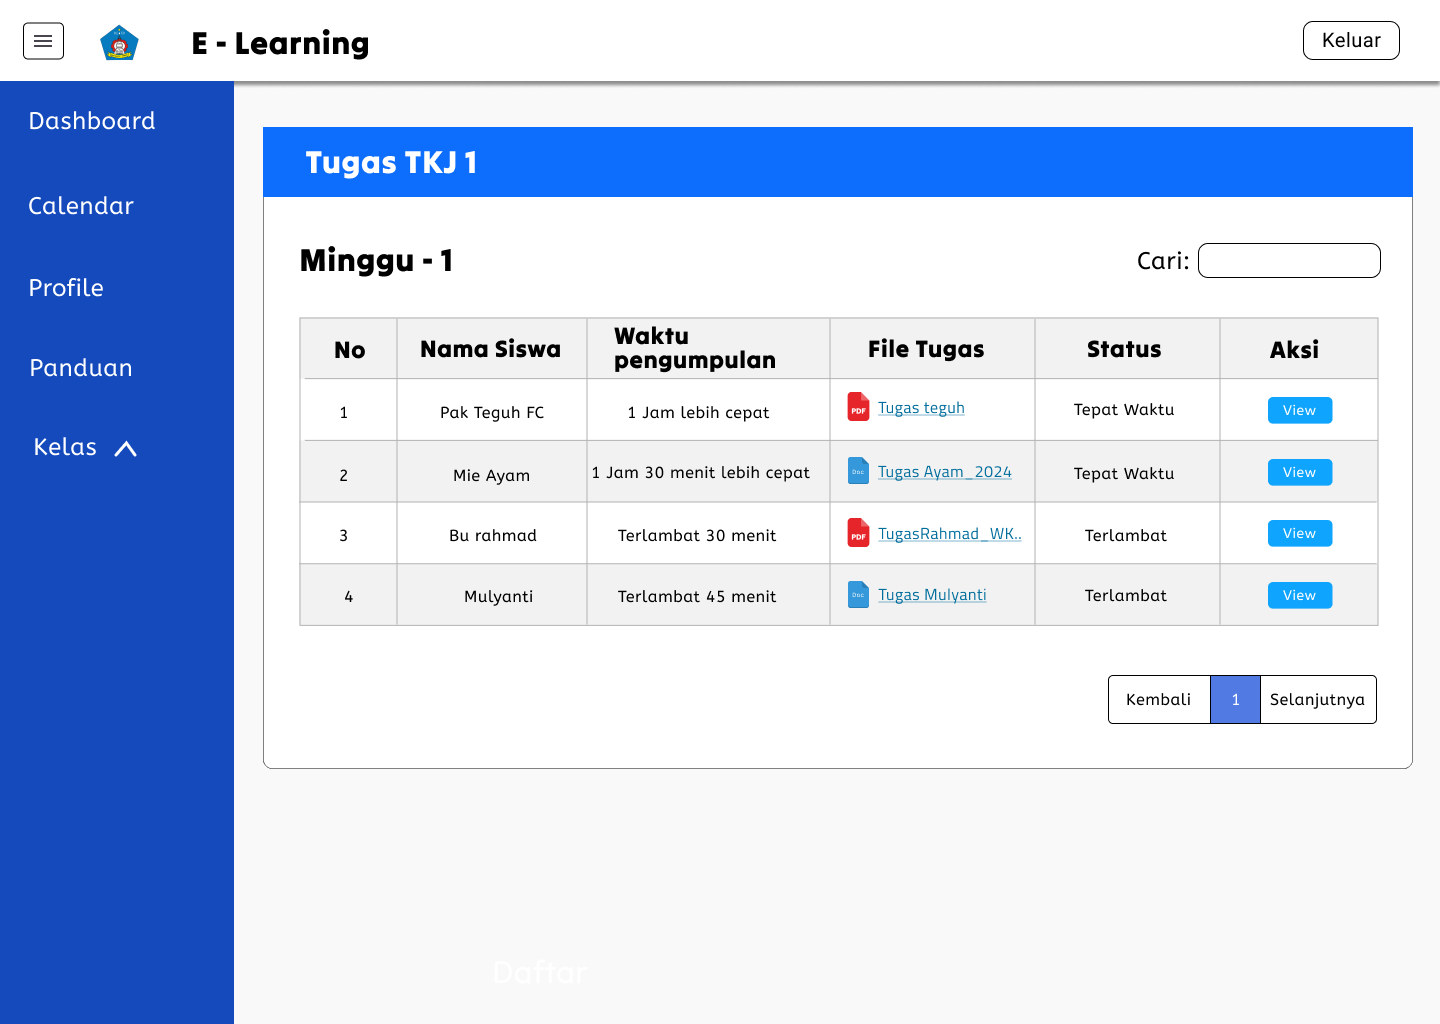 E - Learning
Keluar
Dashboard
Calendar
Profile
Panduan
Kelas
Tugas TKJ 1
Minggu - 1
Cari:
No
Nama Siswa
Waktu
pengumpulan
File Tugas
Status
Aksi
1
Pak Teguh FC
1 Jam lebih cepat
PDF
Tugas teguh
Tepat Waktu
View
2
Mie Ayam
1 Jam 30 menit lebih cepat
Doc
Tugas Ayam_2024
Tepat Waktu
View
3
Bu rahmad
Terlambat 30 menit
PDF
TugasRahmad_WK..
Terlambat
View
4
Mulyanti
Terlambat 45 menit
Doc
Tugas Mulyanti
Terlambat
View
Kembali
1
Selanjutnya
Daftar